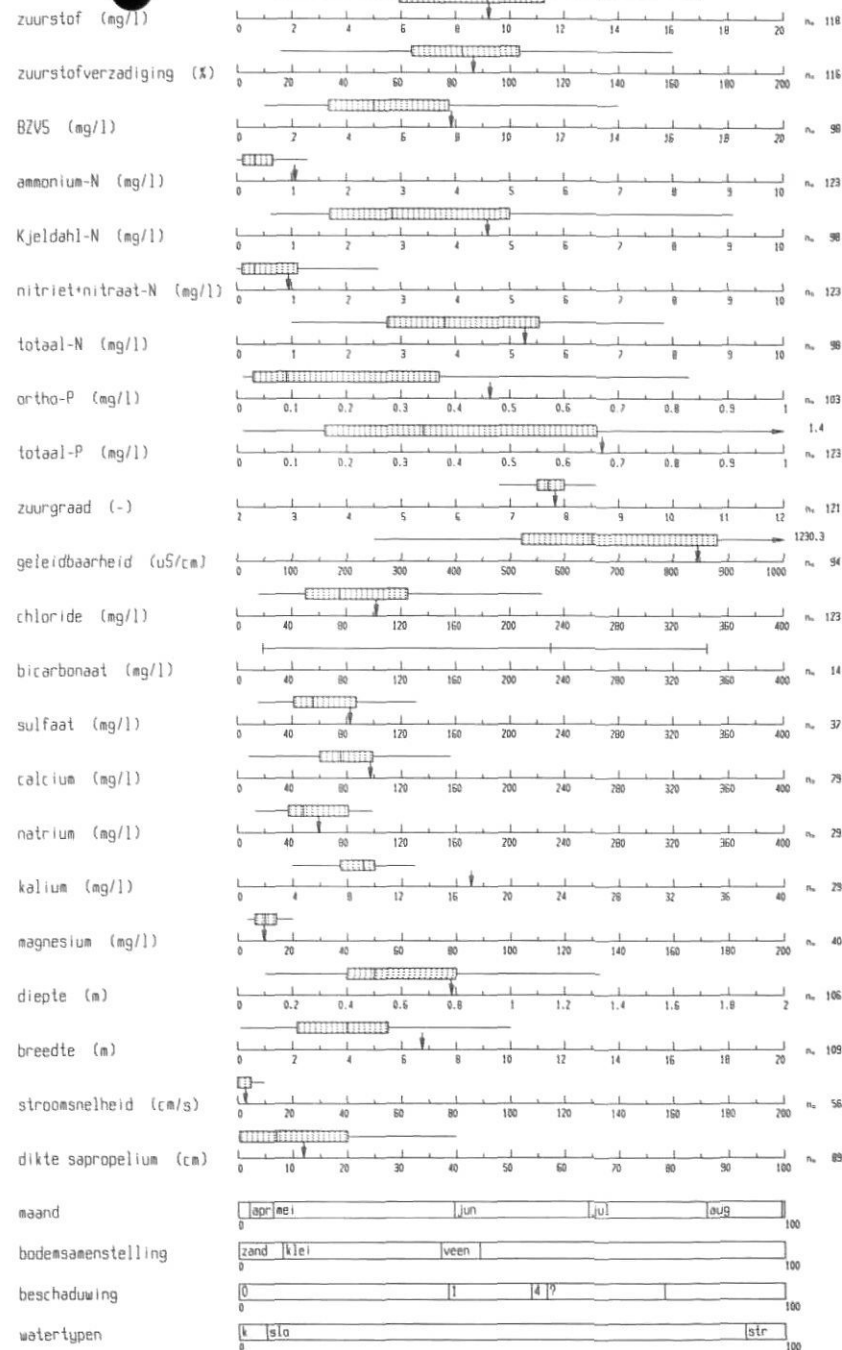 zuurstof (mg/l) 0 2 4 6 8 10 12 14 16 18 20 n= 118
zuurstofverzadiging (%) 0 20 40 60 80 100 120 140 160 180 200 n= 116
BZV5 (mg/l) 0 2 4 6 8 10 12 14 16 18 20 n= 98
ammonium-N (mg/l) 0 1 2 3 4 5 6 7 8 9 10 n= 123
Kjeldahl-N (mg/l) 0 1 2 3 4 5 6 7 8 9 10 n= 98
nitriet+nitraat-N (mg/l) 0 1 2 3 4 5 6 7 8 9 10 n= 123
totaal-N (mg/l) 0 1 2 3 4 5 6 7 8 9 10 n= 98
ortho-P (mg/l) 0 0.1 0.2 0.3 0.4 0.5 0.6 0.7 0.8 0.9 1 n= 103
1.4
totaal-P (mg/l) 0 0.1 0.2 0.3 0.4 0.5 0.6 0.7 0.8 0.9 1 n= 123
zuurgraad (-) 2 3 4 5 6 7 8 9 10 11 12 n= 121
1230.3
geleidbaarheid (uS/cm) 0 100 200 300 400 500 600 700 800 900 1000 n= 94
chloride (mg/l) 0 40 80 120 160 200 240 280 320 360 400 n= 123
bicarbonaat (mg/l) 0 40 80 120 160 200 240 280 320 360 400 n= 14
sulfaat (mg/l) 0 40 80 120 160 200 240 280 320 360 400 n= 37
calcium (mg/l) 0 40 80 120 160 200 240 280 320 360 400 n= 79
natrium (mg/l) 0 40 80 120 160 200 240 280 320 360 400 n= 29
kalium (mg/l) 0 4 8 12 16 20 24 28 32 36 40 n= 29
magnesium (mg/l) 0 20 40 60 80 100 120 140 160 180 200 n= 40
diepte (m) 0 0.2 0.4 0.6 0.8 1 1.2 1.4 1.6 1.8 2 n= 106
breedte (m) 0 2 4 6 8 10 12 14 16 18 20 n= 109
stroomsnelheid (cm/s) 0 20 40 60 80 100 120 140 160 180 200 n= 56
dikte sapropelium (cm) 0 10 20 30 40 50 60 70 80 90 100 n= 89
maand apr mei jun jul aug
0 100
bodemsamenstelling zand klei veen
0 100
beschaduwing 0 1 4 ?
0 100
watertypen k slo str
0 100